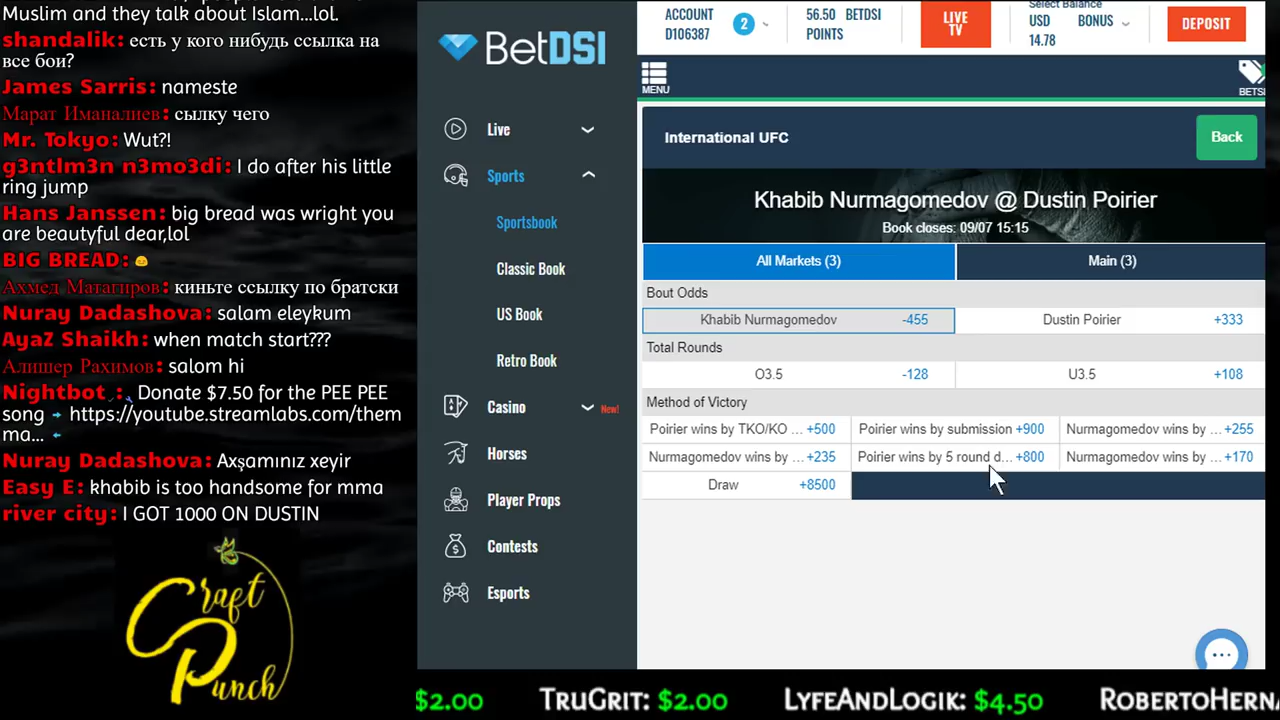 Muslim and they talk about Islam...lol.
shandalik: есть у кого нибудь ссылка на
все бои?
James Sarris: nameste
Марат Иманалиев: сылку чего
Mr. Tokyo: Wut?!
g3ntlm3n n3mo3di: I do after his little
ring jump
Hans Janssen: big bread was wright you
are beautyful dear,lol
BIG BREAD:
Ахмед Матагиров: киньте ссылку по братски
Nuray Dadashova: salam eleykum
AyaZ Shaikh: when match start???
Алишер Рахимов: salom hi
Nightbot: Donate $7.50 for the PEE PEE
song https://youtube.streamlabs.com/them
ma...
Nuray Dadashova: Axşamınız xeyir
Easy E: khabib is too handsome for mma
river city: I GOT 1000 ON DUSTIN
Craft
Punch
BetDSI
Live
Sports
Sportsbook
Classic Book
US Book
Retro Book
Casino New!
Horses
Player Props
Contests
Esports
ACCOUNT
D106387
2
56.50 BETDSI
POINTS
LIVE
TV
Select Balance
USD BONUS
14.78
DEPOSIT
MENU
BETS
International UFC
Back
Khabib Nurmagomedov @ Dustin Poirier
Book closes: 09/07 15:15
All Markets (3) Main (3)
Bout Odds
Khabib Nurmagomedov -455 Dustin Poirier +333
Total Rounds
O3.5 -128 U3.5 +108
Method of Victory
Poirier wins by TKO/KO ... +500 Poirier wins by submission +900 Nurmagomedov wins by ... +255
Nurmagomedov wins by ... +235 Poirier wins by 5 round d... +800 Nurmagomedov wins by ... +170
Draw +8500
$2.00 TruGrit: $2.00 LyfeAndLogik: $4.50 RobertoHerna